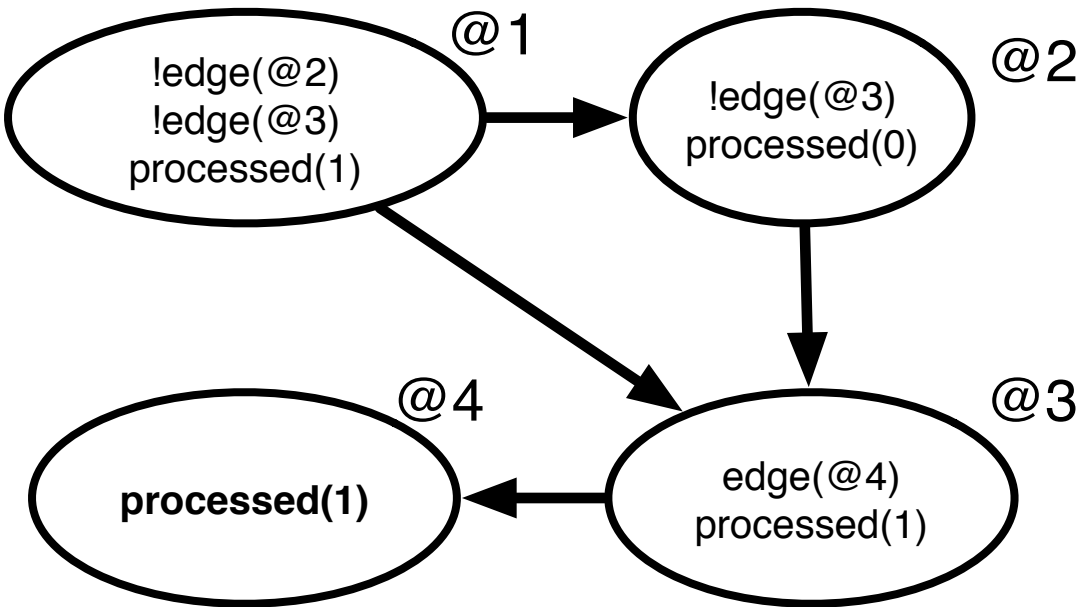 @1
!edge(@2)
!edge(@3)
processed(1)
@2
!edge(@3)
processed(0)
@4
processed(1)
@3
edge(@4)
processed(1)